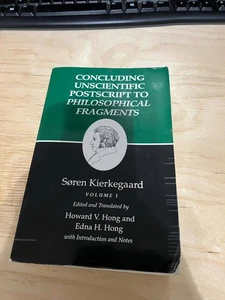 CONCLUDING
UNSCIENTIFIC
POSTSCRIPT TO
PHILOSOPHICAL
FRAGMENTS
Søren Kierkegaard
VOLUME I
Edited and Translated by
Howard V. Hong and
Edna H. Hong
with Introduction and Notes